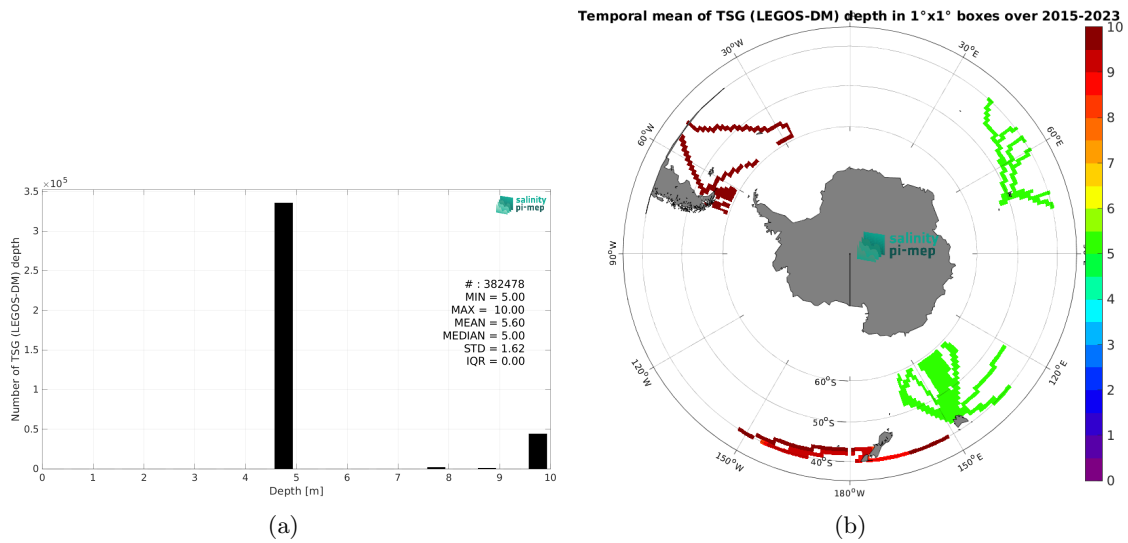 ×10⁵
3.5
3
2.5
2
1.5
1
0.5
0
Number of TSG (LEGOS-DM) depth
salinity
pi-mep
# : 382478
MIN = 5.00
MAX = 10.00
MEAN = 5.60
MEDIAN = 5.00
STD = 1.62
IQR = 0.00
0 1 2 3 4 5 6 7 8 9 10
Depth [m]
(a)
Temporal mean of TSG (LEGOS-DM) depth in 1°x1° boxes over 2015-2023
30°W
30°E
60°W
60°E
90°W
salinity
pi-mep
120°W
120°E
60°S
50°S
40°S
150°W
150°E
180°W
10
9
8
7
6
5
4
3
2
1
0
(b)